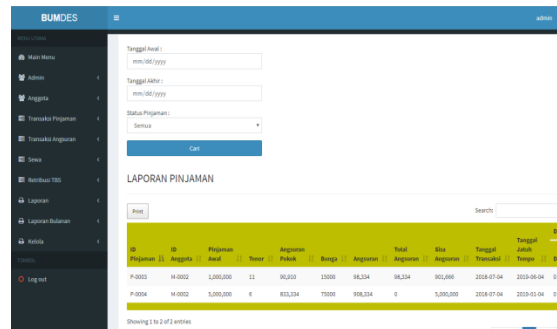 BUMDES
admin
MENU UTAMA
Main Menu
Admin
Anggota
Transaksi Pinjaman
Transaksi Angsuran
Sewa
Retribusi TBS
Laporan
Laporan Bulanan
Kelola
TOMBOL
Log out
Tanggal Awal :
mm/dd/yyyy
Tanggal Akhir :
mm/dd/yyyy
Status Pinjaman :
Semua
Cari
LAPORAN PINJAMAN
Print
Search:
ID Pinjaman ID Anggota Pinjaman Awal Tenor Angsuran Pokok Bunga Angsuran Total Angsuran Sisa Angsuran Tanggal Transaksi Tanggal Jatuh Tempo
P-0003 M-0002 1,000,000 11 90,910 15000 98,334 98,334 901,666 2018-07-04 2019-06-04
P-0004 M-0002 5,000,000 6 833,334 75000 908,334 0 5,000,000 2018-07-04 2019-01-04
Showing 1 to 2 of 2 entries